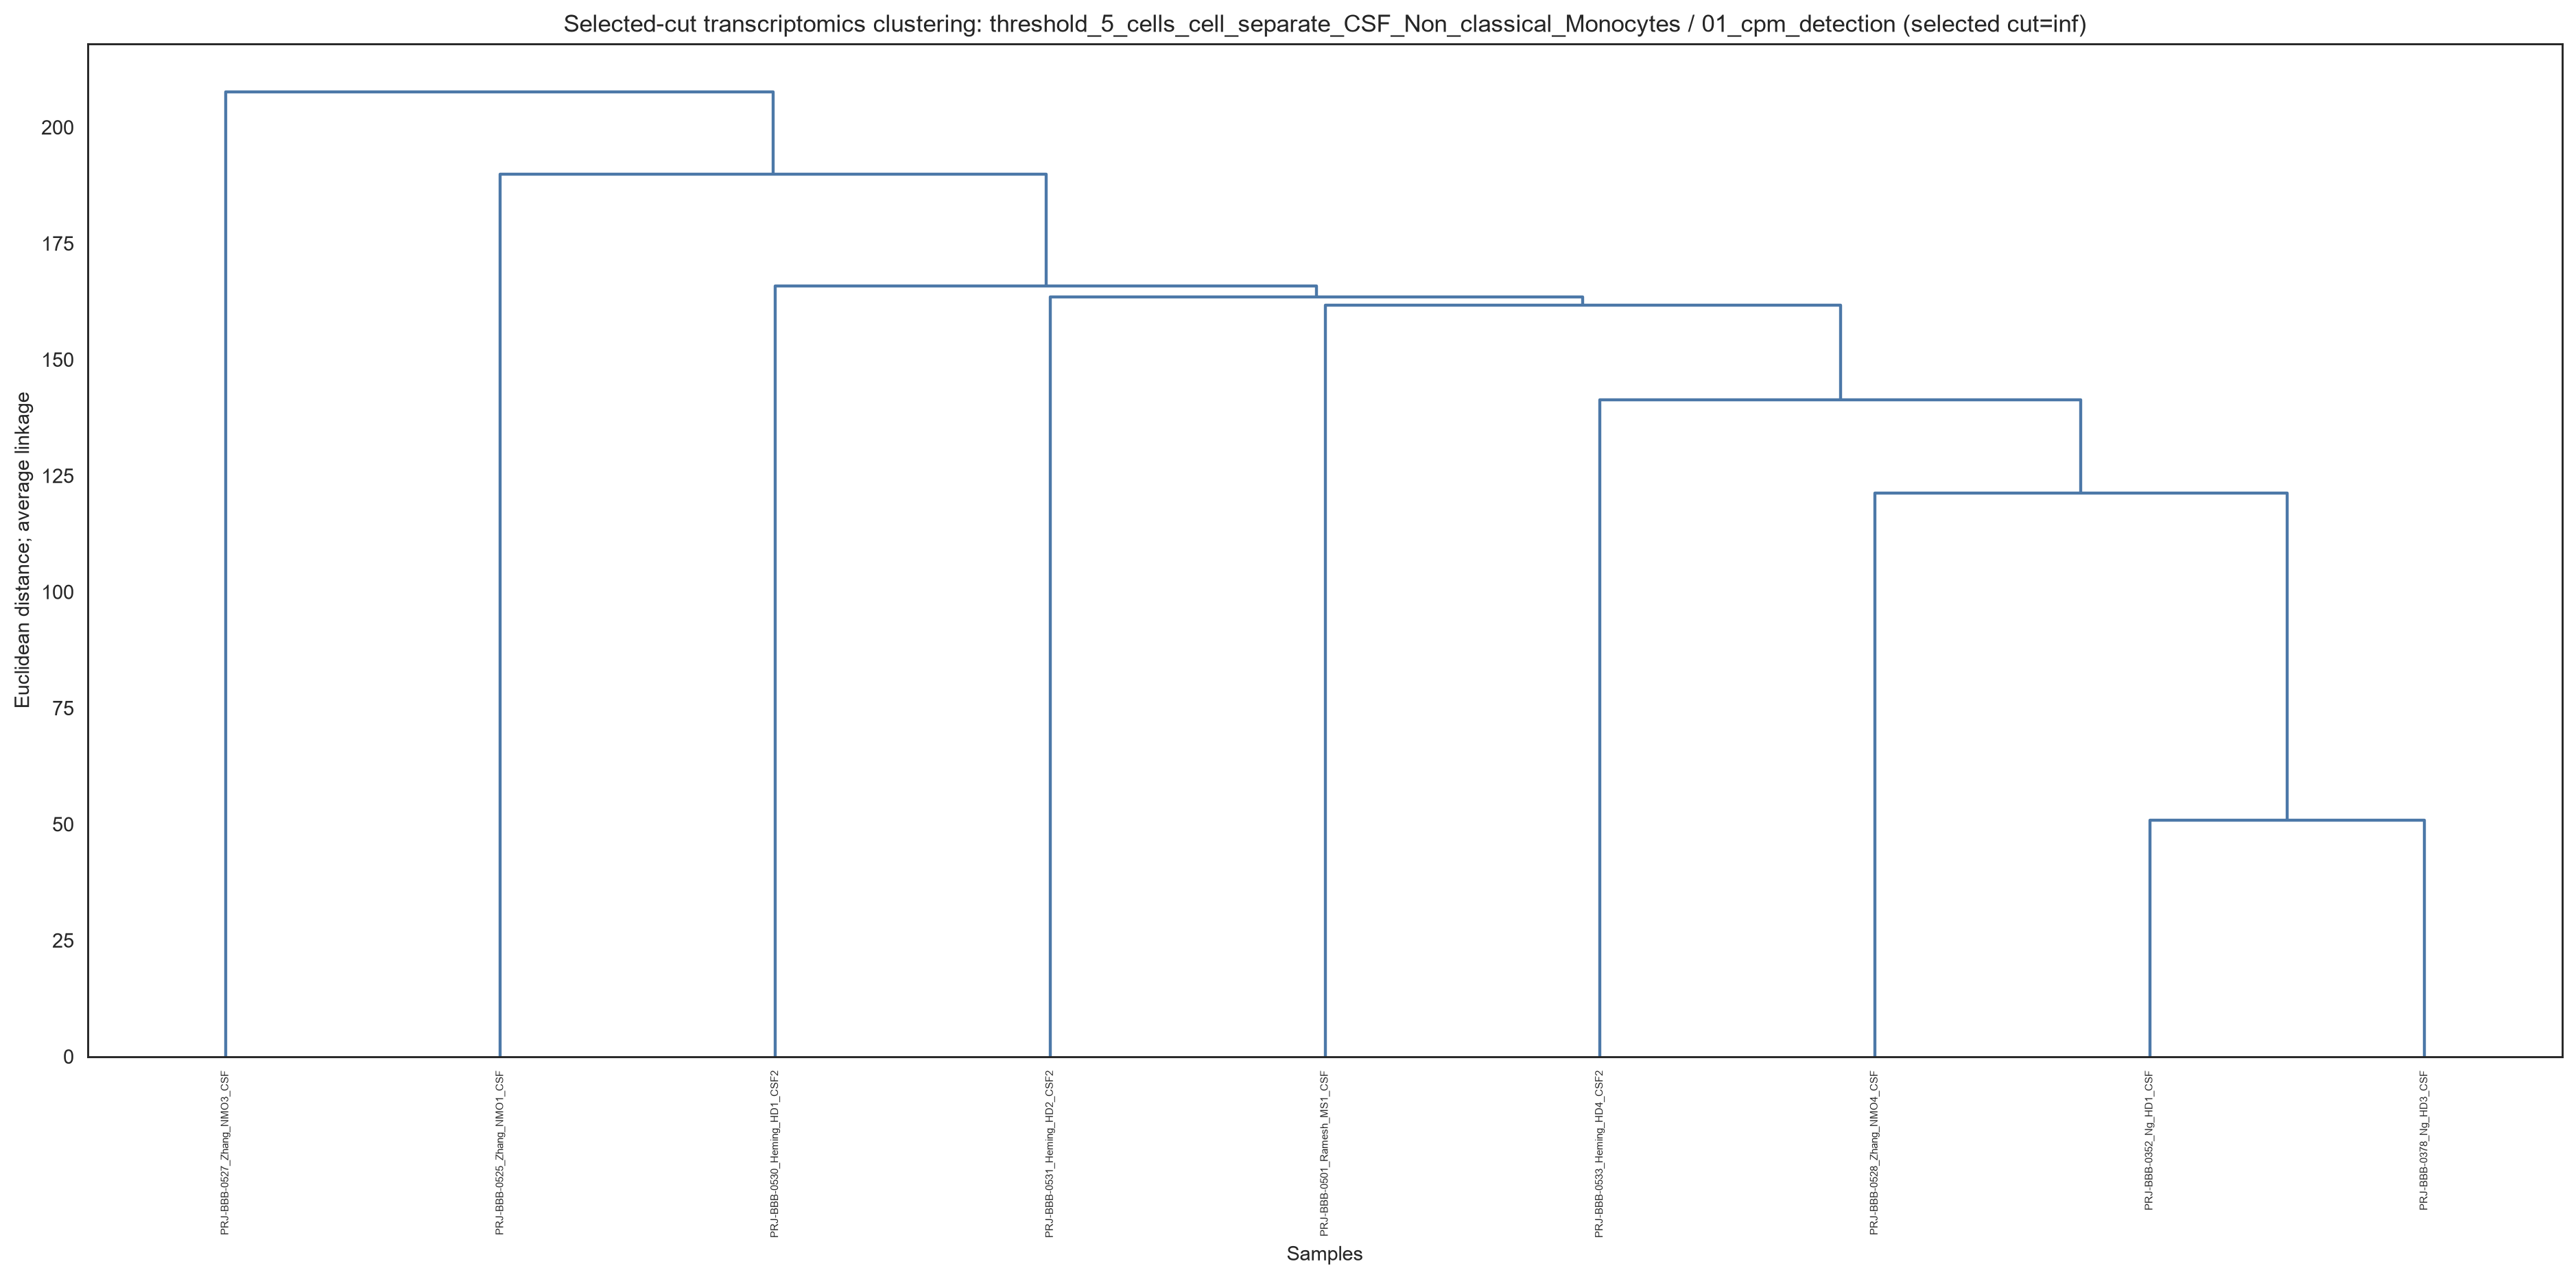 Selected-cut transcriptomics clustering: threshold_5_cells_cell_separate_CSF_Non_classical_Monocytes / 01_cpm_detection (selected cut=inf)
Euclidean distance; average linkage
200
175
150
125
100
75
50
25
0
PRJ-BBB-0527_Zhang_NMO3_CSF
PRJ-BBB-0525_Zhang_NMO1_CSF
PRJ-BBB-0530_Heming_HD1_CSF2
PRJ-BBB-0531_Heming_HD2_CSF2
PRJ-BBB-0501_Ramesh_MS1_CSF
PRJ-BBB-0533_Heming_HD4_CSF2
PRJ-BBB-0528_Zhang_NMO4_CSF
PRJ-BBB-0352_Ng_HD1_CSF
PRJ-BBB-0378_Ng_HD3_CSF
Samples